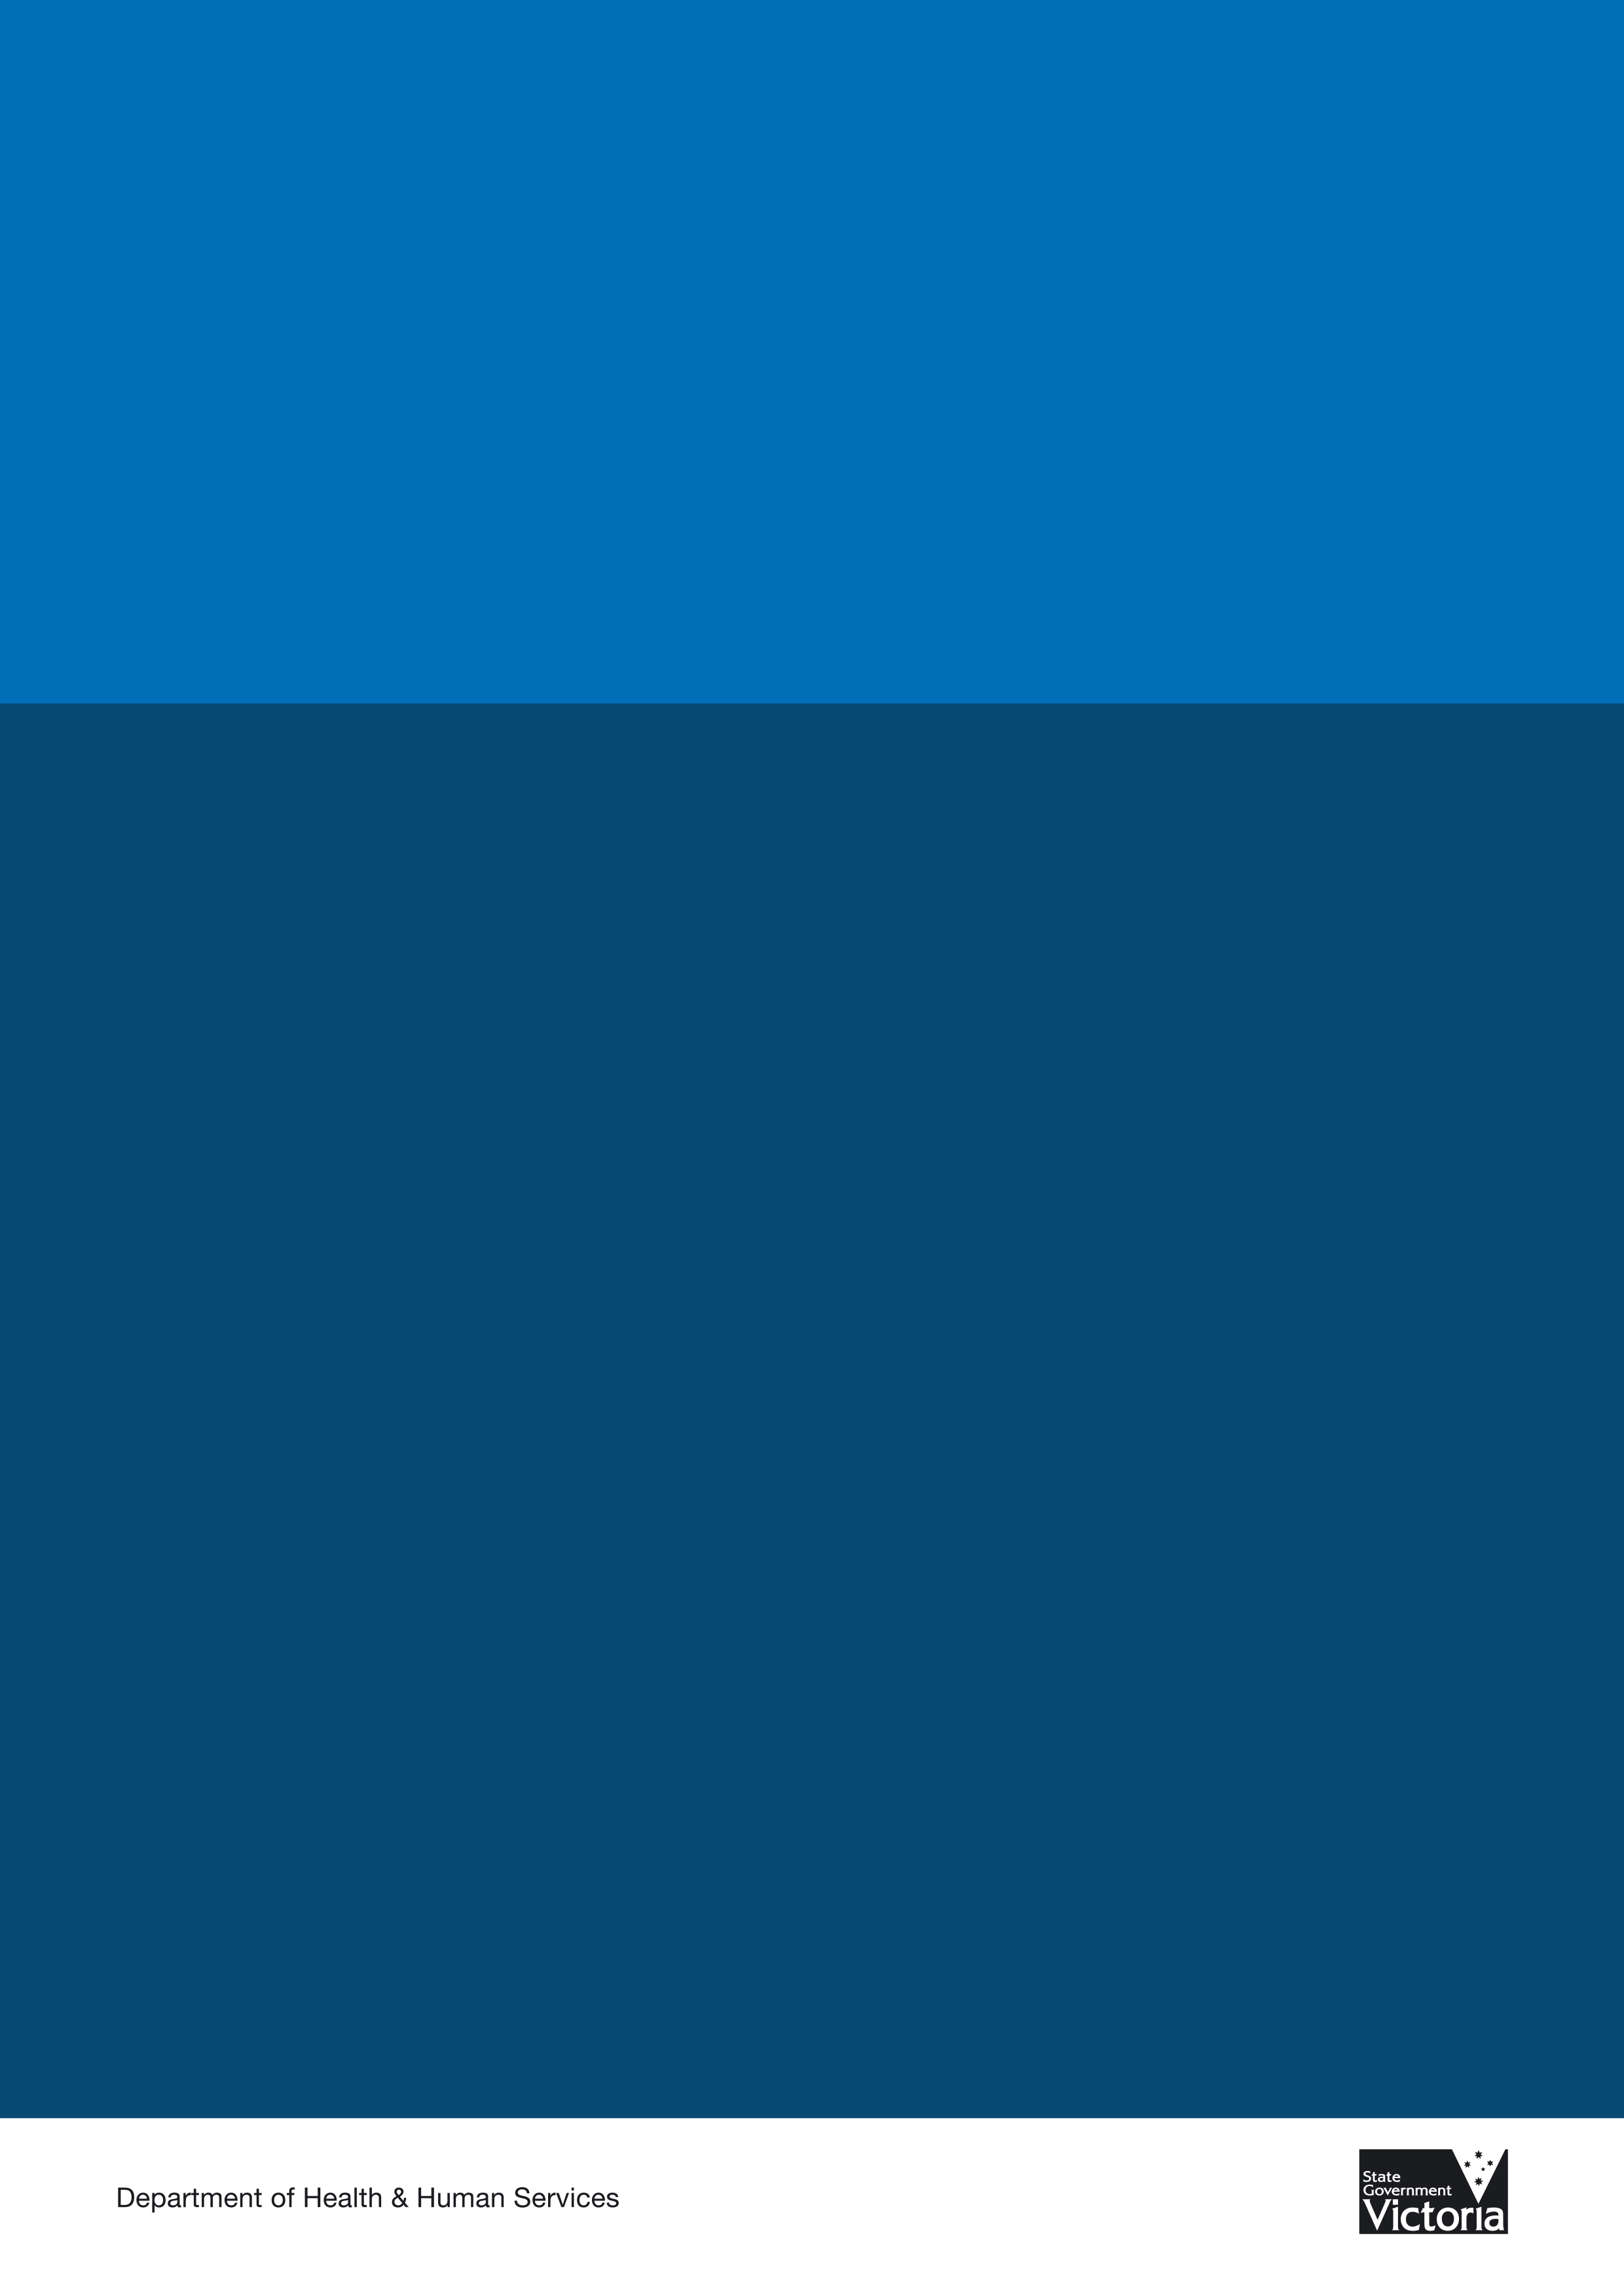 Department of Health & Human Services
State
Government
Victoria